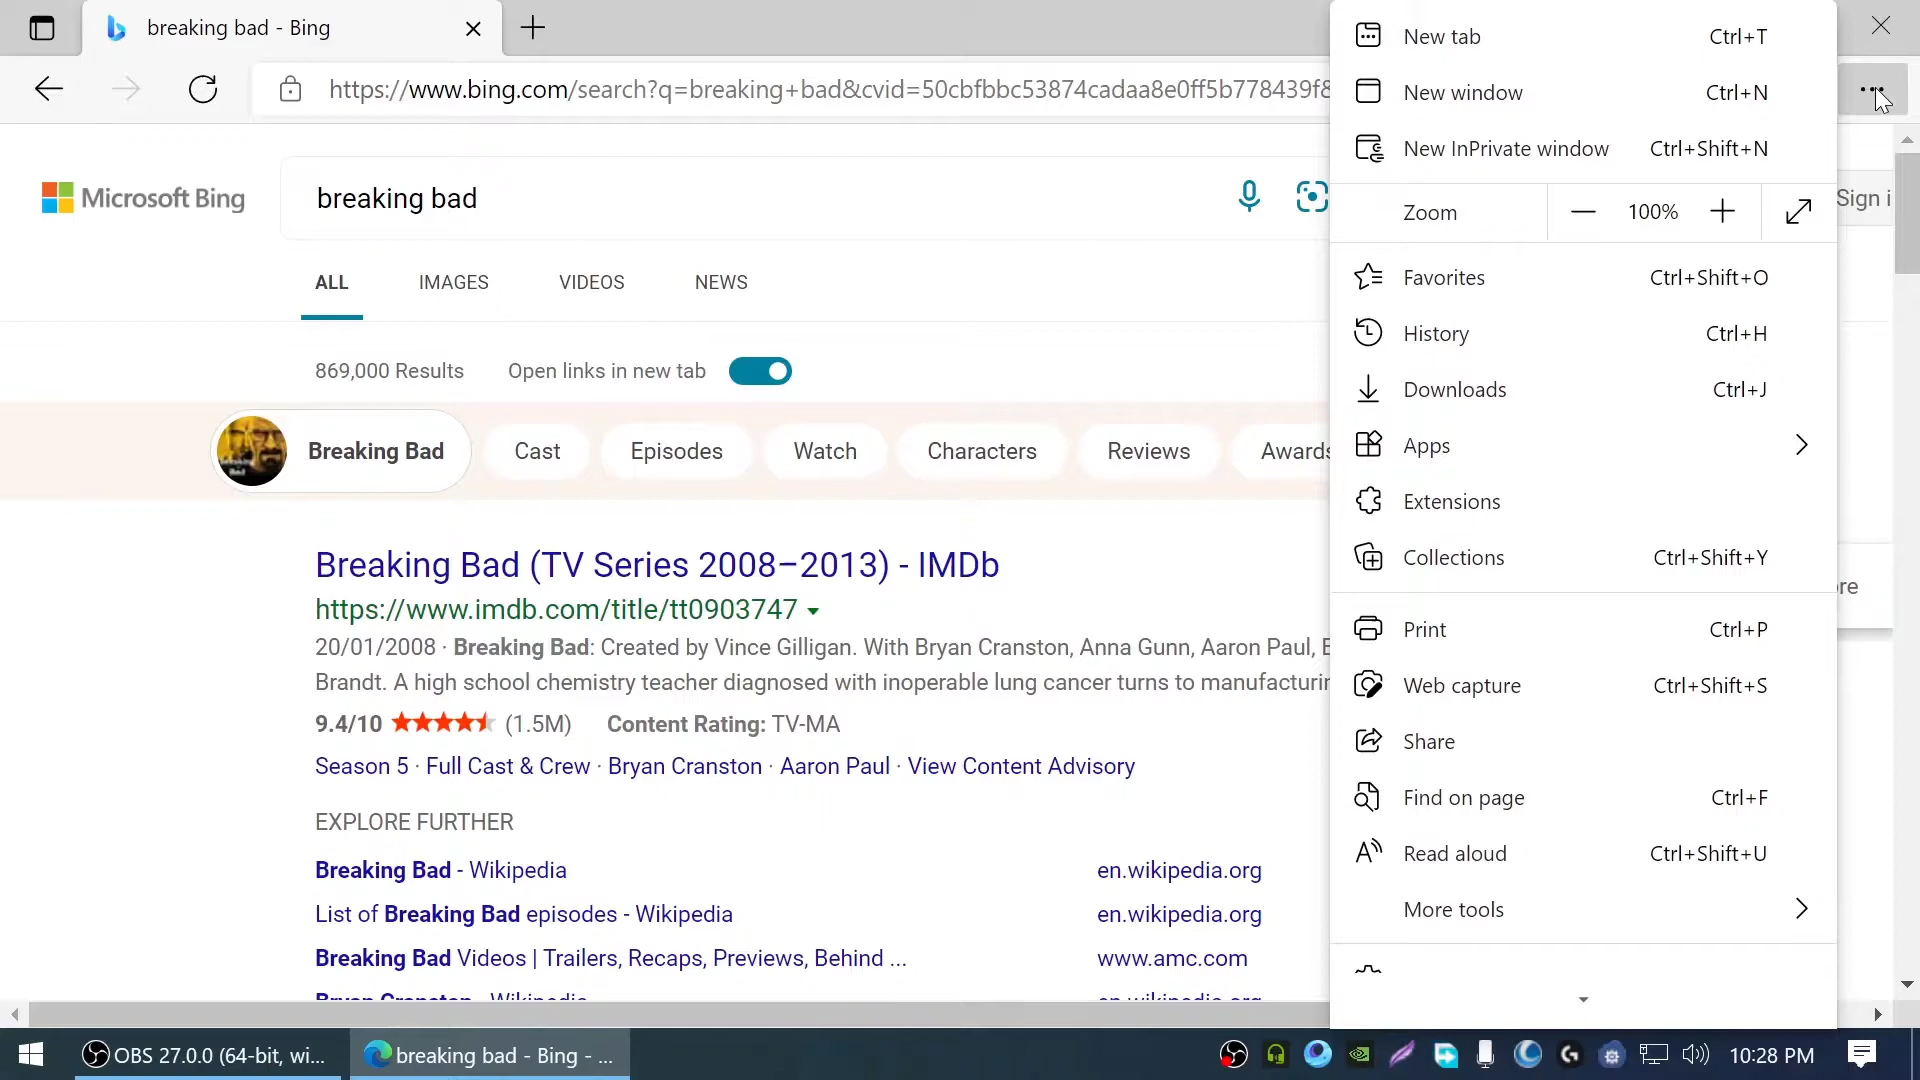 breaking bad - Bing
https://www.bing.com/search?q=breaking+bad&cvid=50cbfbbc53874cadaa8e0ff5b778439f8
Microsoft Bing
breaking bad
Sign i
ALL IMAGES VIDEOS NEWS
869,000 Results Open links in new tab
Breaking Bad Cast Episodes Watch Characters Reviews Awards
Breaking Bad (TV Series 2008–2013) - IMDb
https://www.imdb.com/title/tt0903747
20/01/2008 · Breaking Bad: Created by Vince Gilligan. With Bryan Cranston, Anna Gunn, Aaron Paul,
Brandt. A high school chemistry teacher diagnosed with inoperable lung cancer turns to manufacturin
9.4/10 (1.5M) Content Rating: TV-MA
Season 5 · Full Cast & Crew · Bryan Cranston · Aaron Paul · View Content Advisory
EXPLORE FURTHER
Breaking Bad - Wikipedia en.wikipedia.org
List of Breaking Bad episodes - Wikipedia en.wikipedia.org
Breaking Bad Videos | Trailers, Recaps, Previews, Behind ... www.amc.com
Bryan Cranston - Wikipedia en.wikipedia.org
re
New tab Ctrl+T
New window Ctrl+N
New InPrivate window Ctrl+Shift+N
Zoom 100%
Favorites Ctrl+Shift+O
History Ctrl+H
Downloads Ctrl+J
Apps
Extensions
Collections Ctrl+Shift+Y
Print Ctrl+P
Web capture Ctrl+Shift+S
Share
Find on page Ctrl+F
Read aloud Ctrl+Shift+U
More tools
OBS 27.0.0 (64-bit, wi... breaking bad - Bing - ... 10:28 PM